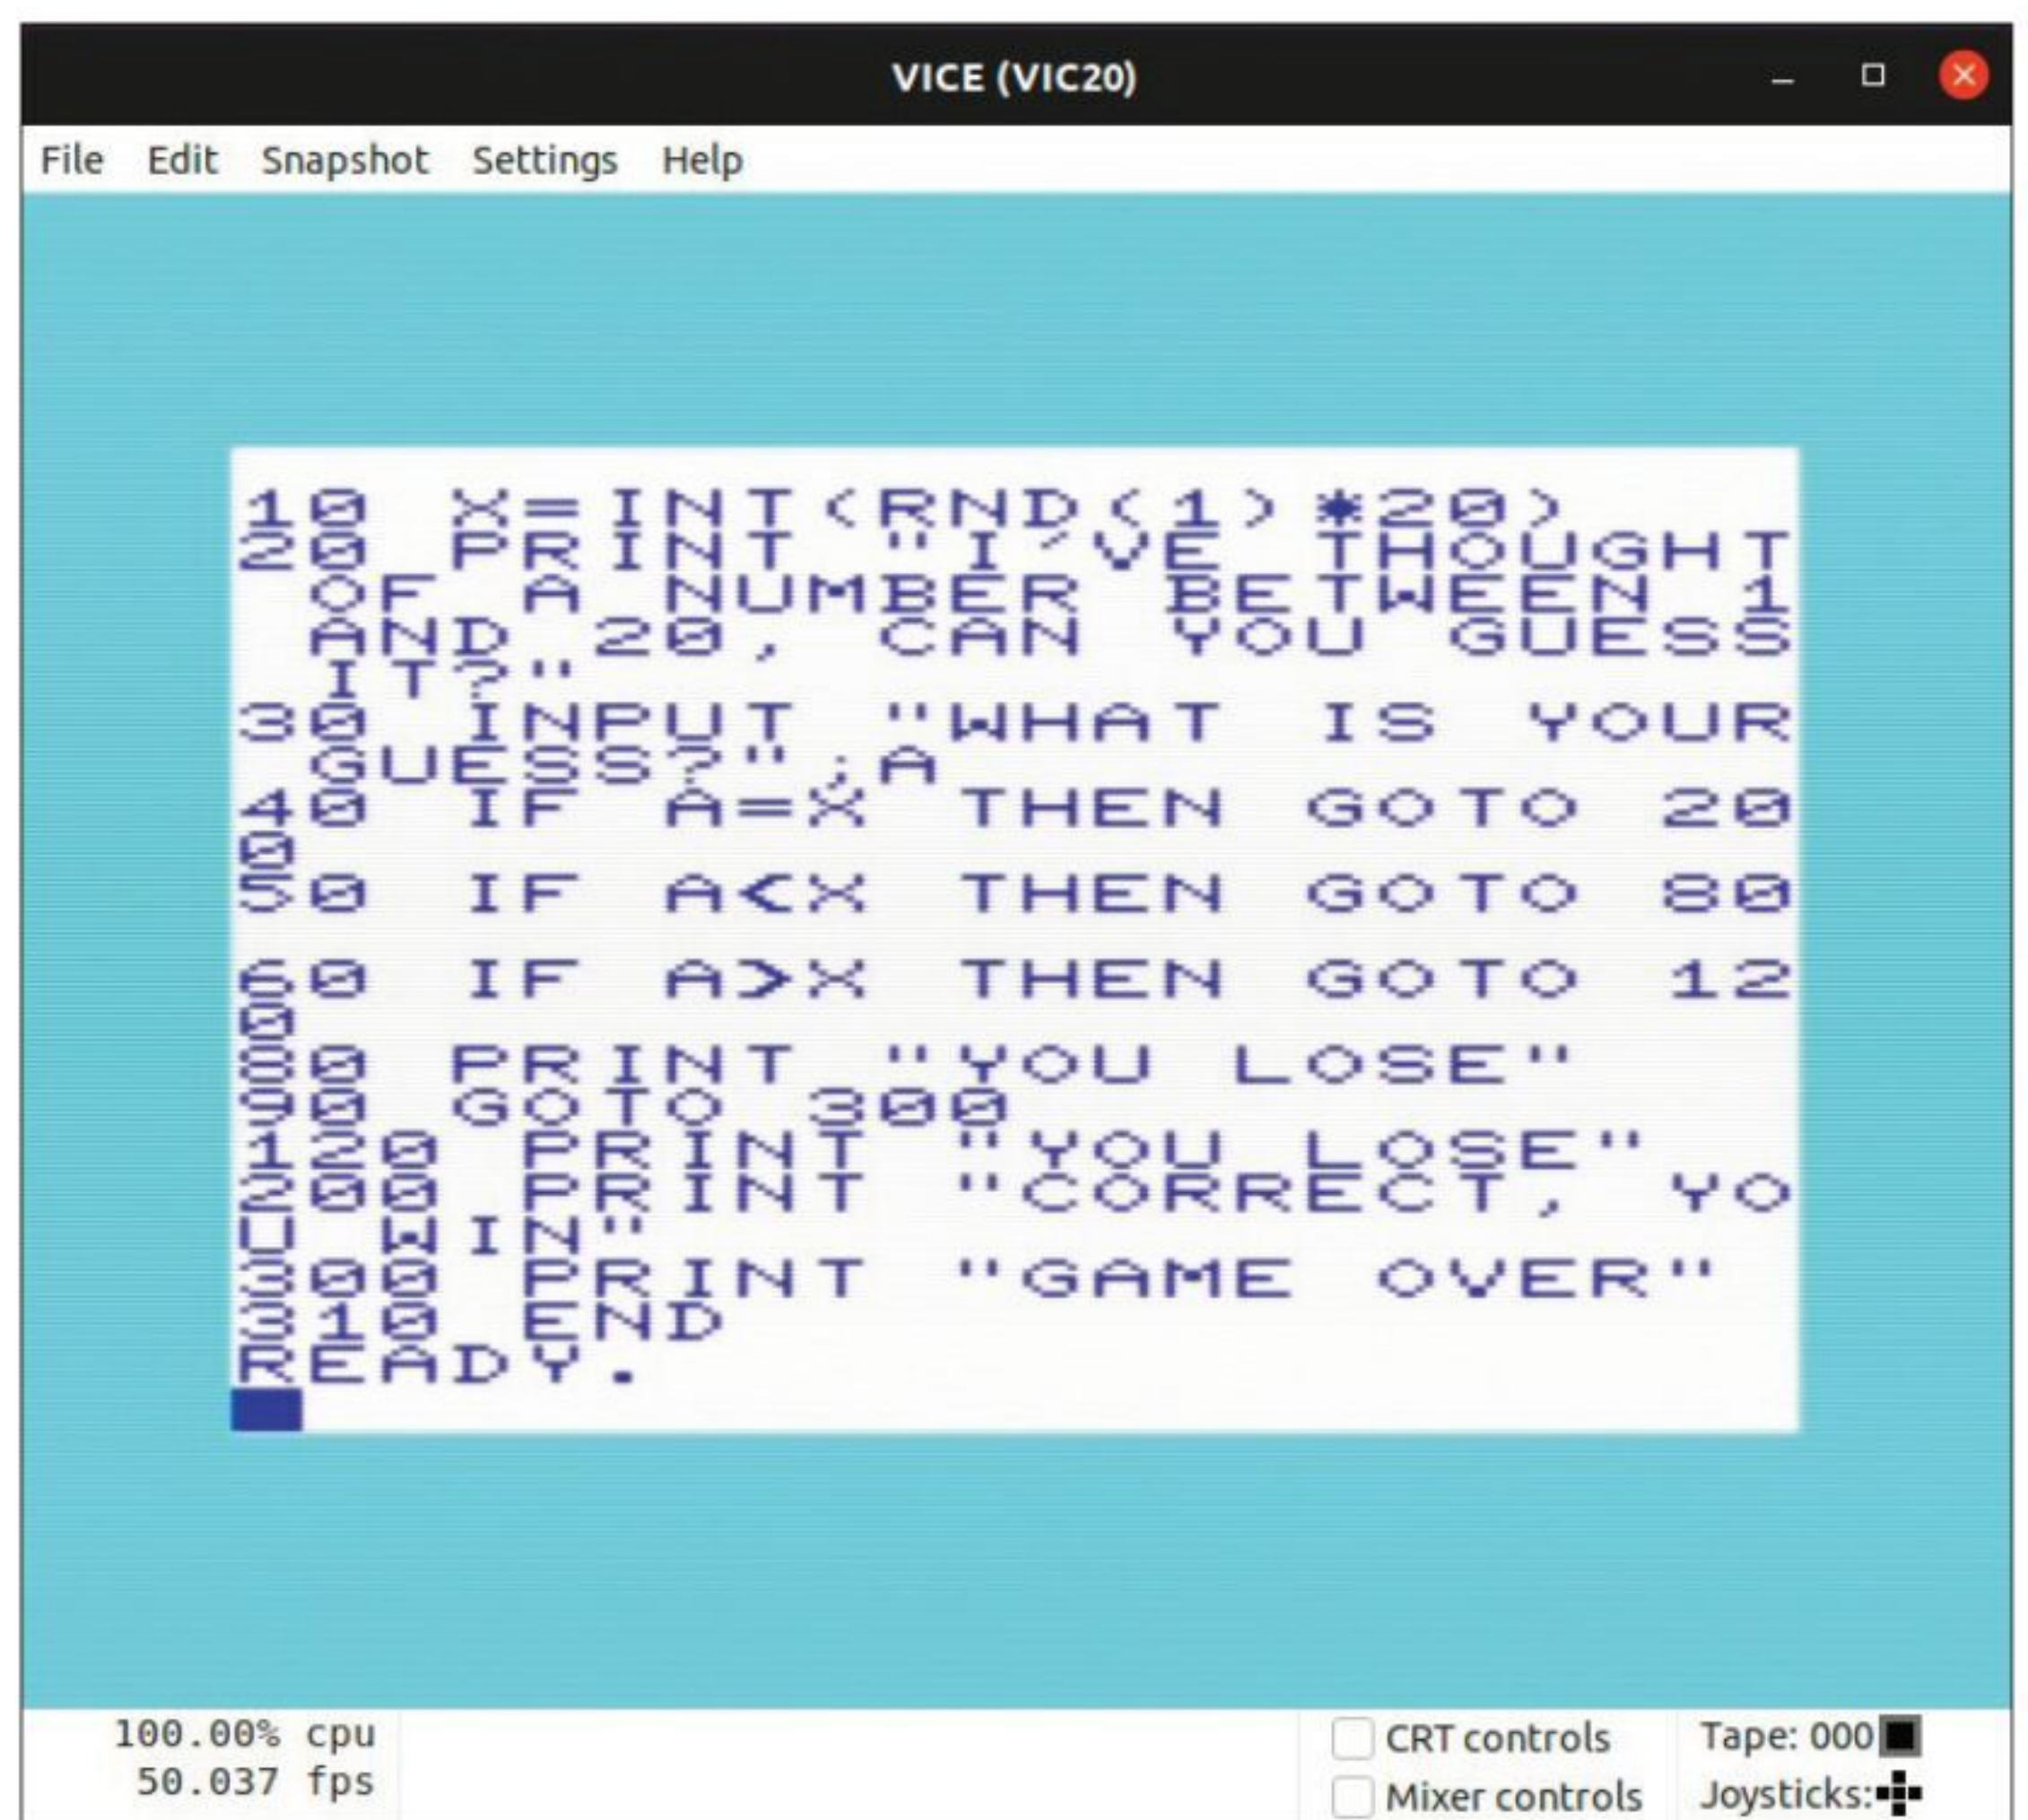 VICE (VIC20)
File Edit Snapshot Settings Help
10 X=INT(RND(1)*20)
20 PRINT "I'VE THOUGHT
OF A NUMBER BETWEEN 1
AND 20, CAN YOU GUESS
IT?"
30 INPUT "WHAT IS YOUR
GUESS?";A
40 IF A=X THEN GOTO 20
0
50 IF A<X THEN GOTO 80
60 IF A>X THEN GOTO 12
0
80 PRINT "YOU LOSE"
90 GOTO 300
120 PRINT "YOU LOSE"
200 PRINT "CORRECT, YO
U WIN"
300 PRINT "GAME OVER"
310 END
READY.
100.00% cpu
50.037 fps
CRT controls
Mixer controls
Tape: 000
Joysticks: